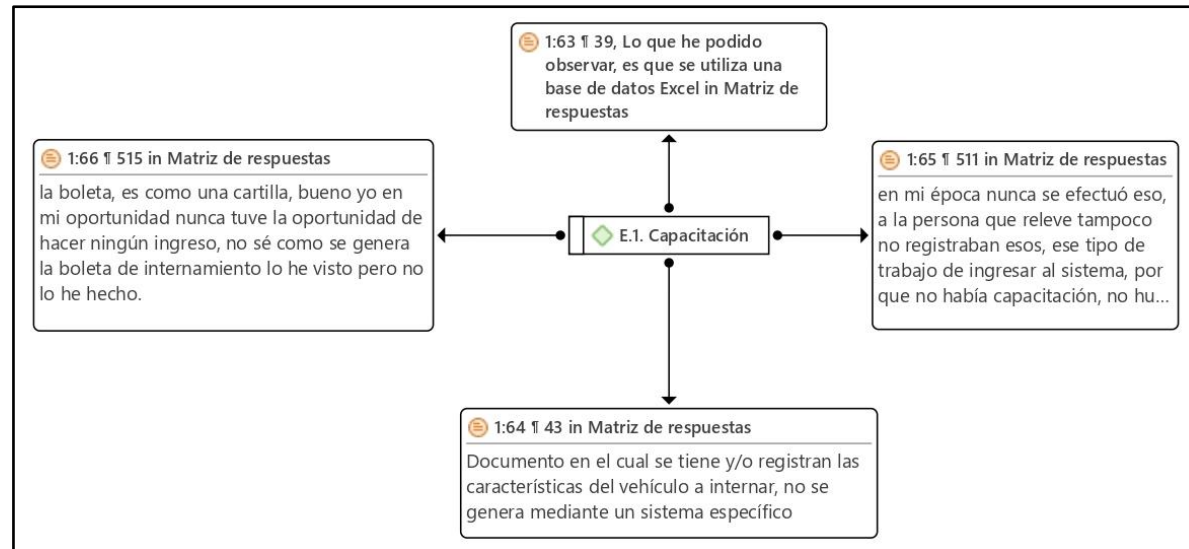 1:63 ¶ 39, Lo que he podido
observar, es que se utiliza una
base de datos Excel in Matriz de
respuestas
1:66 ¶ 515 in Matriz de respuestas
la boleta, es como una cartilla, bueno yo en
mi oportunidad nunca tuve la oportunidad de
hacer ningún ingreso, no sé como se genera
la boleta de internamiento lo he visto pero no
lo he hecho.
1:65 ¶ 511 in Matriz de respuestas
en mi época nunca se efectuó eso,
a la persona que releve tampoco
no registraban esos, ese tipo de
trabajo de ingresar al sistema, por
que no había capacitación, no hu...
E.1. Capacitación
1:64 ¶ 43 in Matriz de respuestas
Documento en el cual se tiene y/o registran las
características del vehículo a internar, no se
genera mediante un sistema específico